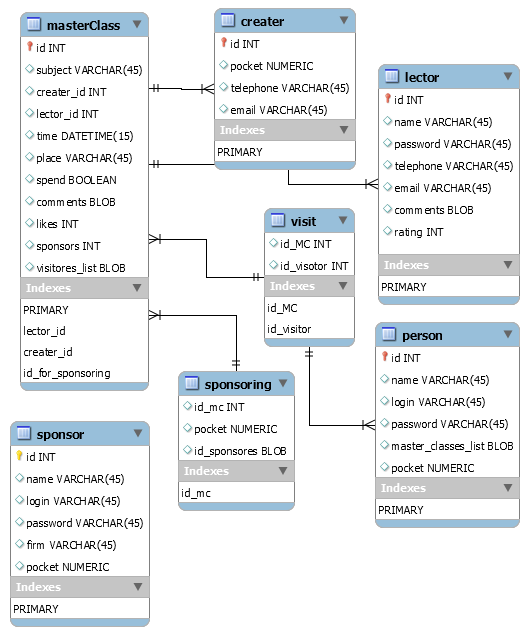 masterClass
id INT
subject VARCHAR(45)
creater_id INT
lector_id INT
time DATETIME(15)
place VARCHAR(45)
spend BOOLEAN
comments BLOB
likes INT
sponsors INT
visitores_list BLOB
Indexes
PRIMARY
lector_id
creater_id
id_for_sponsoring
creater
id INT
pocket NUMERIC
telephone VARCHAR(45)
email VARCHAR(45)
Indexes
PRIMARY
lector
id INT
name VARCHAR(45)
password VARCHAR(45)
telephone VARCHAR(45)
email VARCHAR(45)
comments BLOB
rating INT
Indexes
PRIMARY
visit
id_MC INT
id_visotor INT
Indexes
id_MC
id_visitor
person
id INT
name VARCHAR(45)
login VARCHAR(45)
password VARCHAR(45)
master_classes_list BLOB
pocket NUMERIC
Indexes
PRIMARY
sponsoring
id_mc INT
pocket NUMERIC
id_sponsores BLOB
Indexes
id_mc
sponsor
id INT
name VARCHAR(45)
login VARCHAR(45)
password VARCHAR(45)
firm VARCHAR(45)
pocket NUMERIC
Indexes
PRIMARY